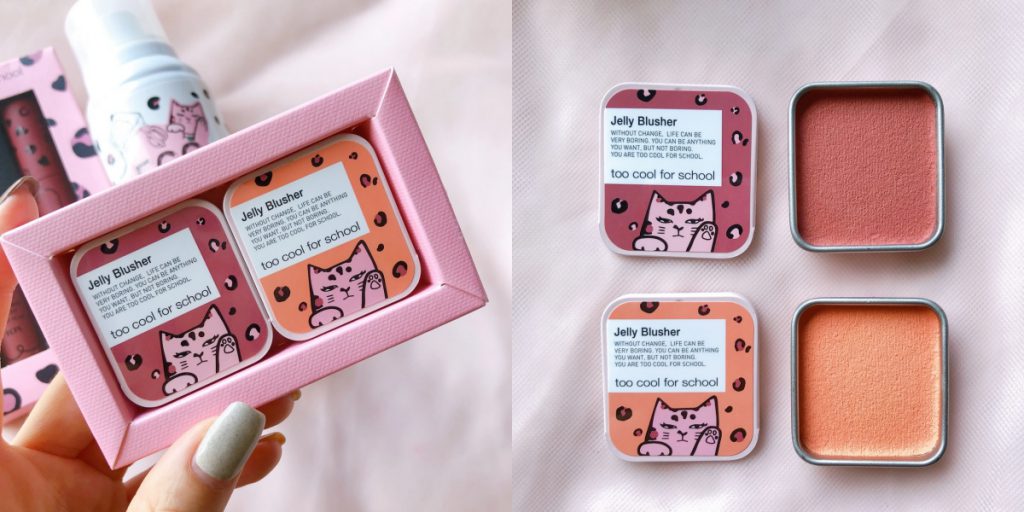 hool
Jelly Blusher
WITHOUT CHANGE, LIFE CAN BE
VERY BORING. YOU CAN BE ANYTHING
YOU WANT, BUT NOT BORING.
YOU ARE TOO COOL FOR SCHOOL.
too cool for school
Jelly Blusher
WITHOUT CHANGE, LIFE CAN BE
VERY BORING. YOU CAN BE ANYTHING
YOU WANT, BUT NOT BORING.
YOU ARE TOO COOL FOR SCHOOL.
too cool for school
Jelly Blusher
WITHOUT CHANGE, LIFE CAN BE
VERY BORING. YOU CAN BE ANYTHING
YOU WANT, BUT NOT BORING.
YOU ARE TOO COOL FOR SCHOOL.
too cool for school
Jelly Blusher
WITHOUT CHANGE, LIFE CAN BE
VERY BORING. YOU CAN BE ANYTHING
YOU WANT, BUT NOT BORING.
YOU ARE TOO COOL FOR SCHOOL.
too cool for school